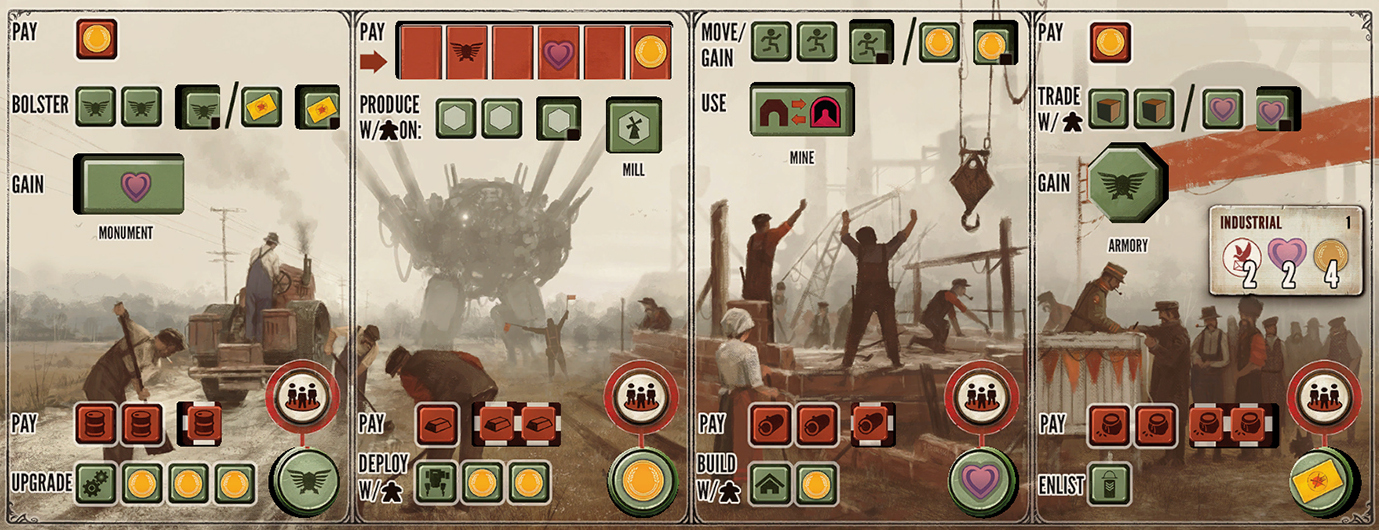 PAY
BOLSTER
/
GAIN
MONUMENT
PAY
UPGRADE
PAY
PRODUCE
W/ ON:
MILL
PAY
DEPLOY
W/
MOVE/
GAIN
/
USE
MINE
PAY
BUILD
W/
PAY
TRADE
W/
/
GAIN
ARMORY
INDUSTRIAL 1
2 2 4
PAY
ENLIST